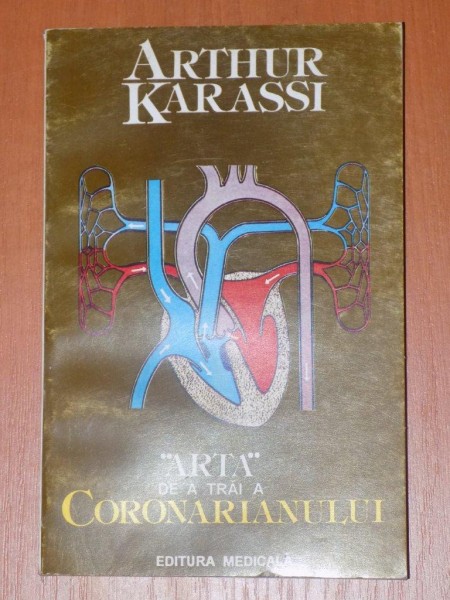 ARTHUR
KARASSI
"ARTA"
DE A TRĂI A
CORONARIANULUI
EDITURA MEDICALĂ